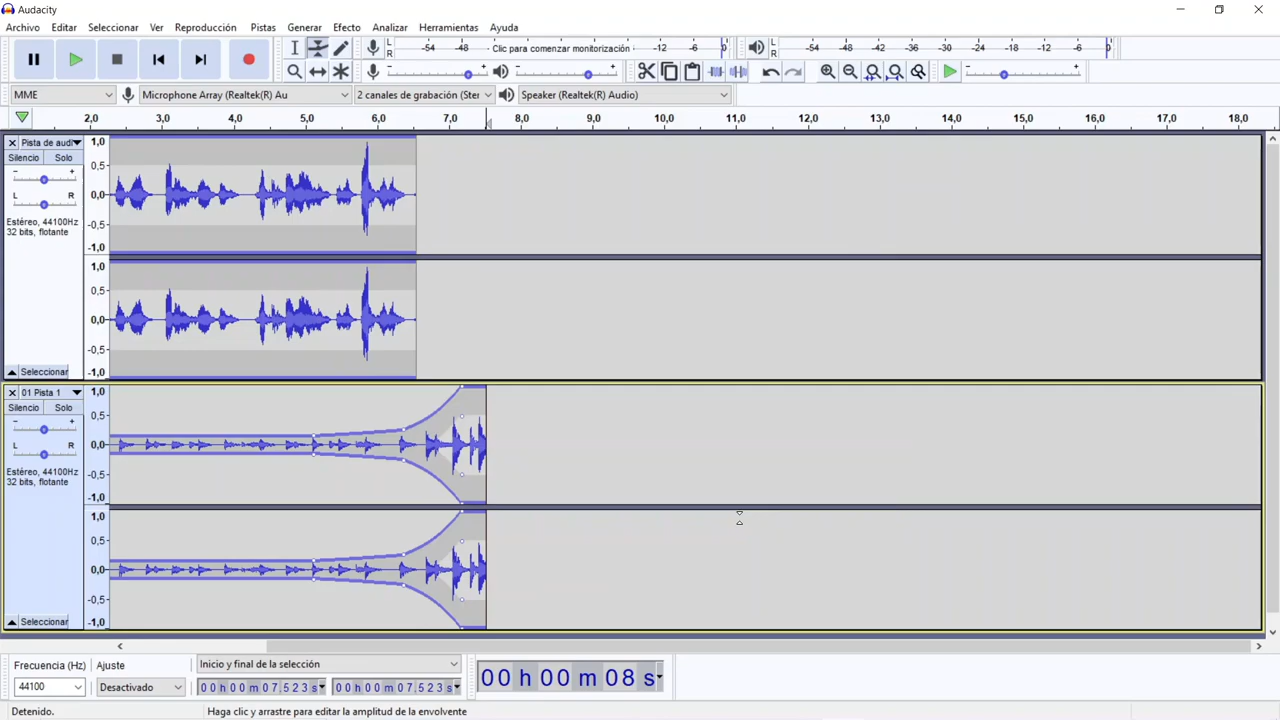 Audacity
Archivo Editar Seleccionar Ver Reproducción Pistas Generar Efecto Analizar Herramientas Ayuda
L R -54 -48 Clic para comenzar monitorización -12 -6 0 L R -54 -48 -42 -36 -30 -24 -18 -12 -6 0
MME Microphone Array (Realtek(R) Au 2 canales de grabación (Ster Speaker (Realtek(R) Audio)
2,0 3,0 4,0 5,0 6,0 7,0 9,0 10,0 11,0 12,0 13,0 14,0 15,0 16,0 17,0 18,0
Pista de audi 1,0
Silencio Solo
- + 0,5
L R 0,0
Estéreo, 44100Hz -0,5
32 bits, flotante
-1,0
1,0
0,5
0,0
-0,5
Seleccionar -1,0
01 Pista 1 1,0
Silencio Solo 0,5
- +
L R 0,0
Estéreo, 44100Hz -0,5
32 bits, flotante
-1,0
1,0
0,5
0,0
-0,5
Seleccionar -1,0
Frecuencia (Hz) Ajuste Inicio y final de la selección
44100 Desactivado 00 h 00 m 07.523 s 00 h 00 m 07.523 s 00 h 00 m 08 s
Detenido. Haga clic y arrastre para editar la amplitud de la envolvente